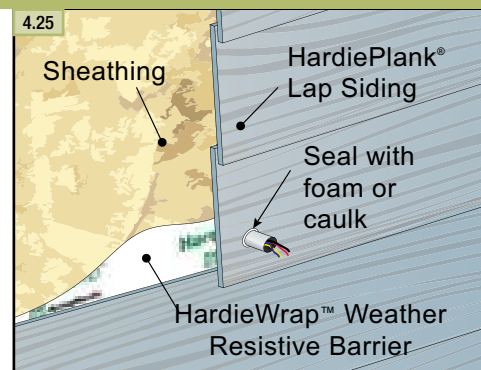 4.25
Sheathing
HardiePlank®
Lap Siding
Seal with
foam or
caulk
HardieWrap™ Weather
Resistive Barrier